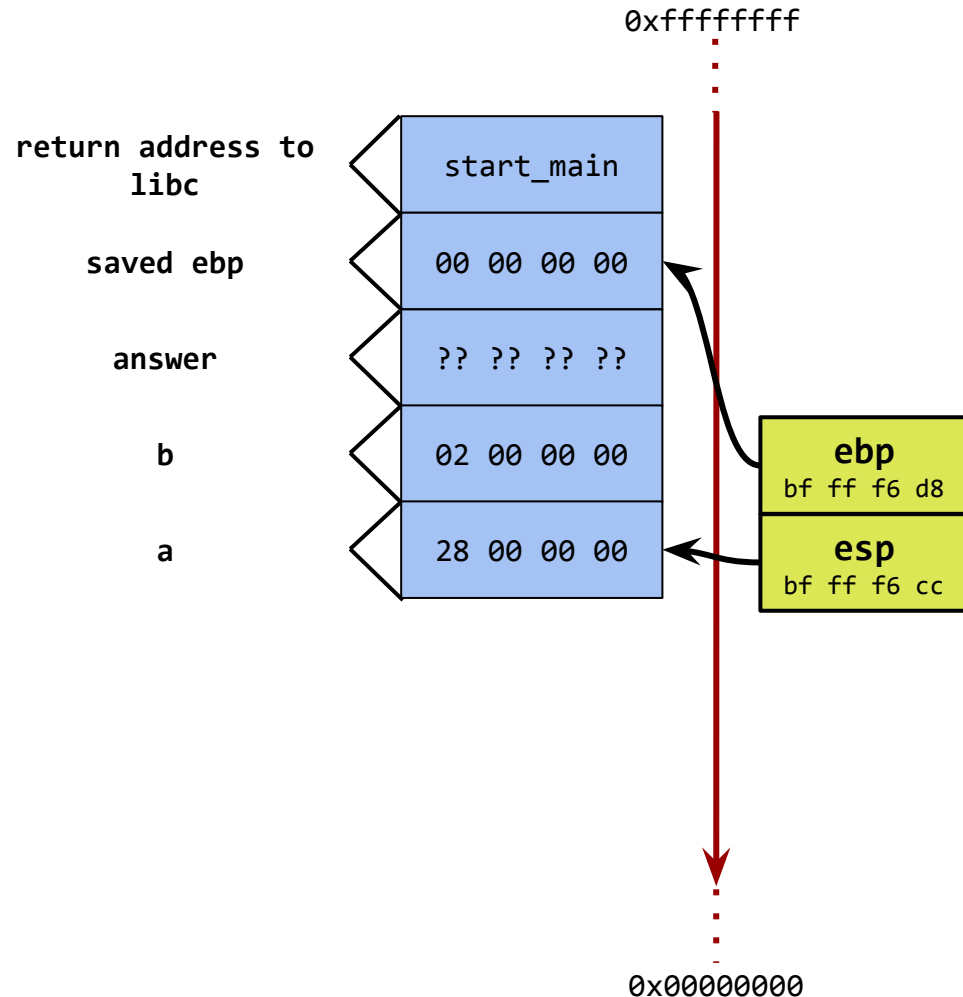 0xffffffff
return address to
libc
start_main
saved ebp
00 00 00 00
answer
?? ?? ?? ??
b
02 00 00 00
ebp
bf ff f6 d8
a
28 00 00 00
esp
bf ff f6 cc
0x00000000